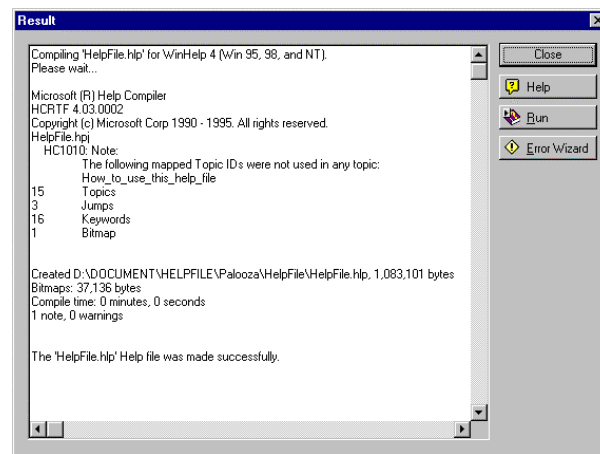 Result
Compiling 'HelpFile.hlp' for WinHelp 4 (Win 95, 98, and NT).
Please wait...
Microsoft (R) Help Compiler
HCRTF 4.03.0002
Copyright (c) Microsoft Corp 1990 - 1995. All rights reserved.
HelpFile.hpj
HC1010: Note:
The following mapped Topic IDs were not used in any topic:
How_to_use_this_help_file
15 Topics
3 Jumps
16 Keywords
1 Bitmap
Created D:\DOCUMENT\HELPFILE\Palooza\HelpFile\HelpFile.hlp, 1,083,101 bytes
Bitmaps: 37,136 bytes
Compile time: 0 minutes, 0 seconds
1 note, 0 warnings
The 'HelpFile.hlp' Help file was made successfully.
Close
Help
Run
Error Wizard